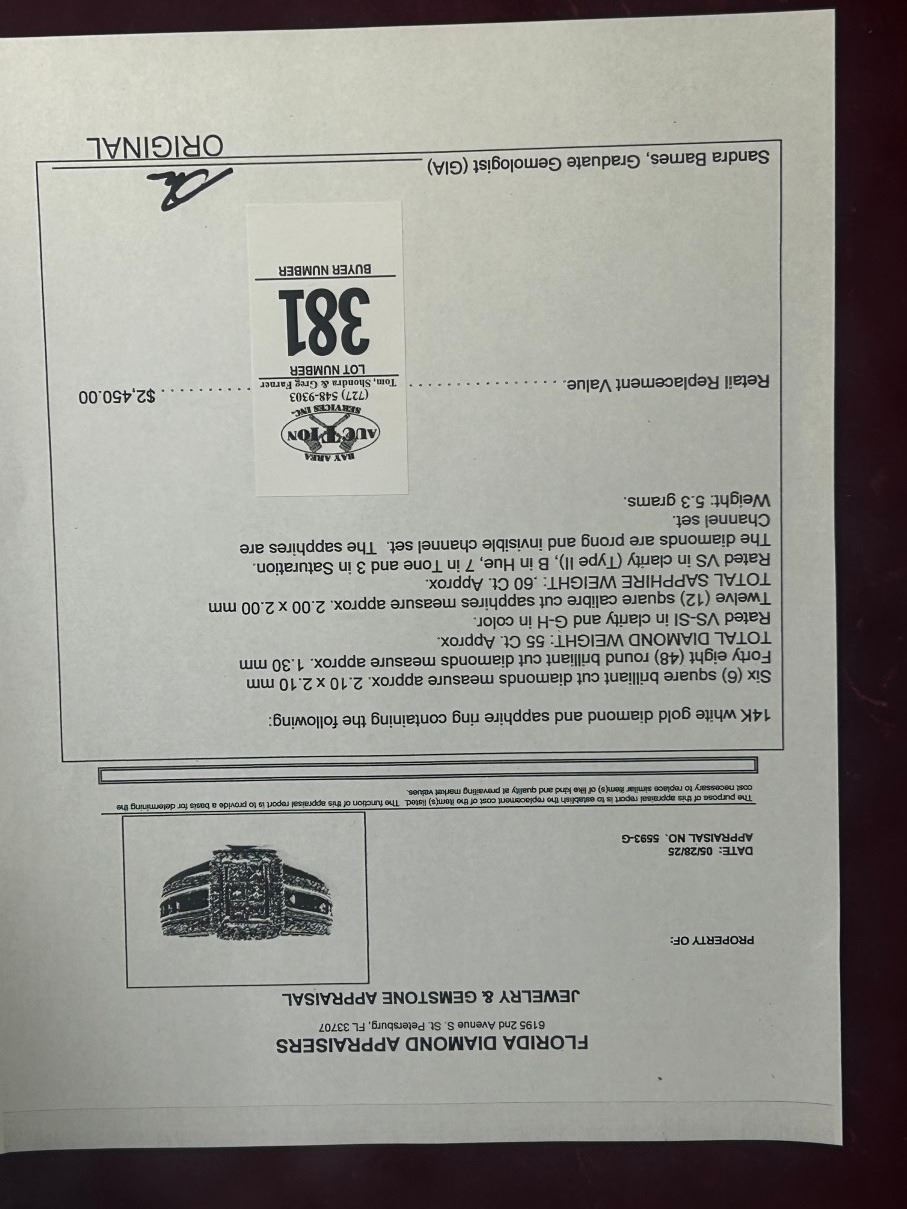 FLORIDA DIAMOND APPRAISERS
6195 2nd Avenue S. St. Petersburg, FL 33707
JEWELRY & GEMSTONE APPRAISAL
PROPERTY OF:
DATE: 05/28/25
APPRAISAL NO. 5593-G
The purpose of this appraisal report is to establish the replacement cost of the item(s) listed. The function of this appraisal report is to provide a basis for determining the
cost necessary to replace similar item(s) of like kind and quality at prevailing market values.
14K white gold diamond and sapphire ring containing the following:
Six (6) square brilliant cut diamonds measure approx. 2.10 x 2.10 mm
Forty eight (48) round brilliant cut diamonds measure approx. 1.30 mm
TOTAL DIAMOND WEIGHT: 55 Ct. Approx.
Rated VS-SI in clarity and G-H in color.
Twelve (12) square calibre cut sapphires measure approx. 2.00 x 2.00 mm
TOTAL SAPPHIRE WEIGHT: .60 Ct. Approx.
Rated VS in clarity (Type II), B in Hue, 7 in Tone and 3 in Saturation.
The diamonds are prong and invisible channel set. The sapphires are
Channel set.
Weight: 5.3 grams.
BAY AREA
AUCTION
SERVICES INC.
(727) 548-9303
Tom, Shondra & Greg Farner
LOT NUMBER
381
BUYER NUMBER
Retail Replacement Value. . . . . . . . . . . . . . . . . . . . . . . . $2,450.00
Sandra Barnes, Graduate Gemologist (GIA)
ORIGINAL